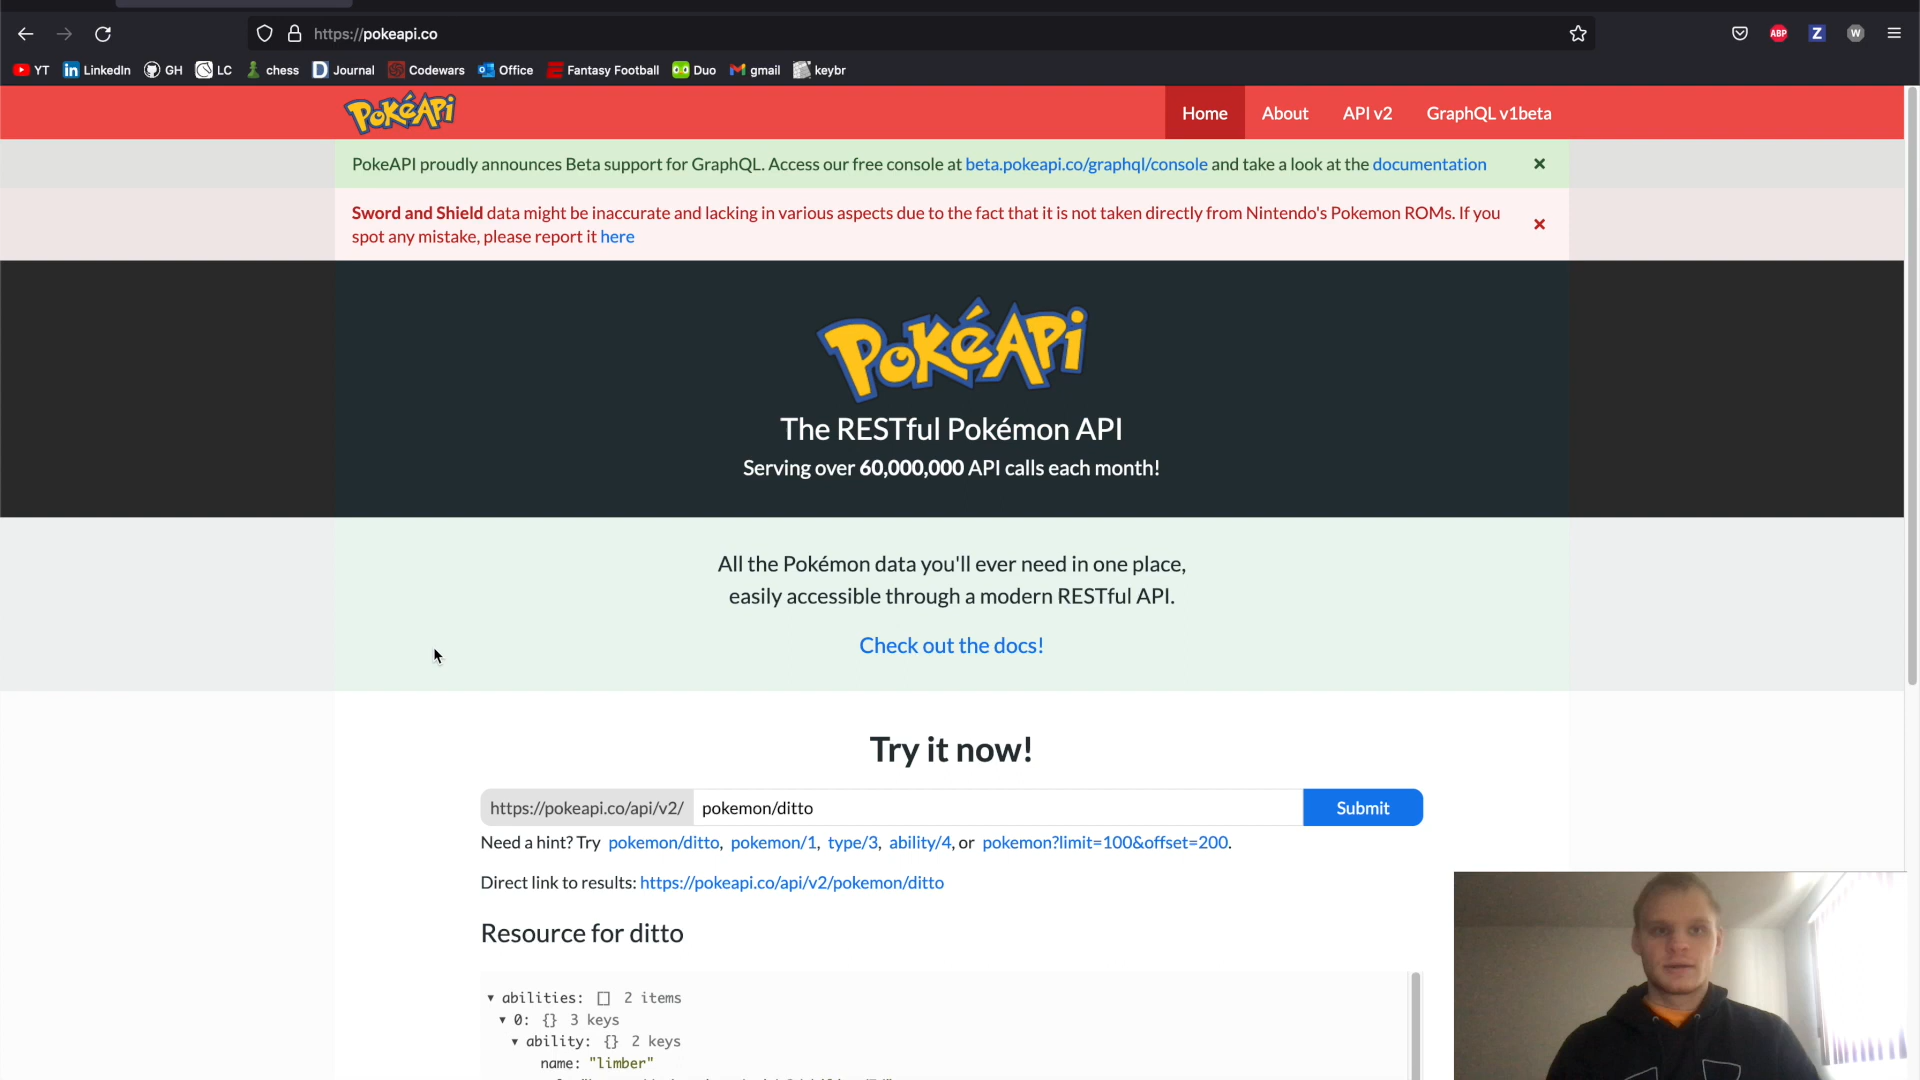 https://pokeapi.co
ABP
Z
W
YT
LinkedIn
GH
LC
chess
Journal
Codewars
Office
Fantasy Football
Duo
gmail
keybr
PokéApi
Home
About
API v2
GraphQL v1beta
PokeAPI proudly announces Beta support for GraphQL. Access our free console at beta.pokeapi.co/graphql/console and take a look at the documentation
Sword and Shield data might be inaccurate and lacking in various aspects due to the fact that it is not taken directly from Nintendo's Pokemon ROMs. If you
spot any mistake, please report it here
PokéApi
The RESTful Pokémon API
Serving over 60,000,000 API calls each month!
All the Pokémon data you'll ever need in one place,
easily accessible through a modern RESTful API.
Check out the docs!
Try it now!
https://pokeapi.co/api/v2/
pokemon/ditto
Submit
Need a hint? Try pokemon/ditto, pokemon/1, type/3, ability/4, or pokemon?limit=100&offset=200.
Direct link to results: https://pokeapi.co/api/v2/pokemon/ditto
Resource for ditto
abilities: [] 2 items
0: {} 3 keys
ability: {} 2 keys
name: "limber"